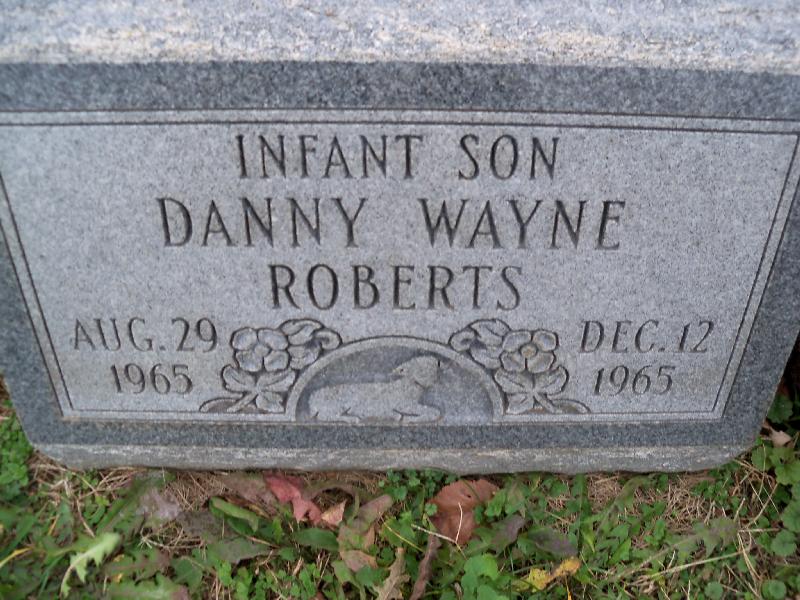 INFANT SON
DANNY WAYNE
ROBERTS
AUG. 29
1965
DEC. 12
1965